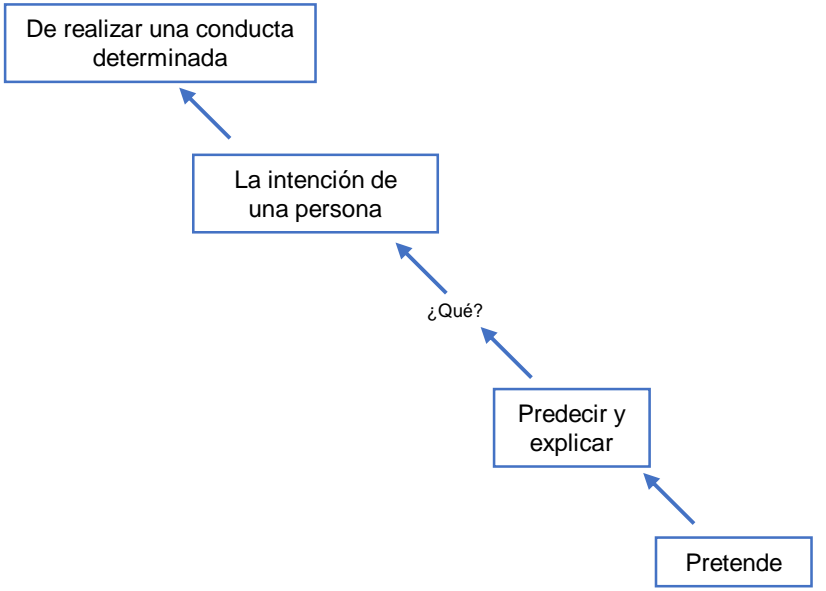 De realizar una conducta
determinada
La intención de
una persona
¿Qué?
Predecir y
explicar
Pretende